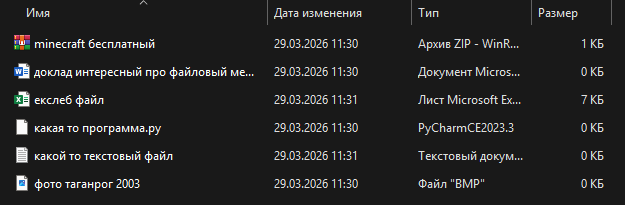 Имя Дата изменения Тип Размер
minecraft бесплатный 29.03.2026 11:30 Архив ZIP - WinR... 1 КБ
доклад интересный про файловый ме... 29.03.2026 11:30 Документ Micros... 0 КБ
екслеб файл 29.03.2026 11:31 Лист Microsoft Ex... 7 КБ
какая то программа.py 29.03.2026 11:30 PyCharmCE2023.3 0 КБ
какой то текстовый файл 29.03.2026 11:31 Текстовый докум... 0 КБ
фото таганрог 2003 29.03.2026 11:30 Файл "BMP" 0 КБ